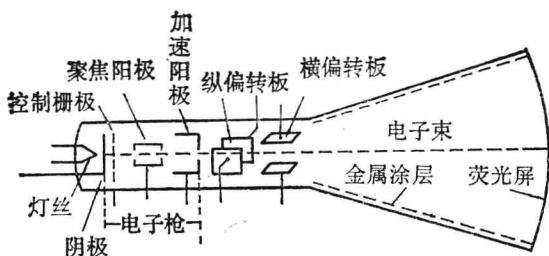 加速阳极
聚焦阳极
纵偏转板
横偏转板
控制栅极
电子束
金属涂层
荧光屏
灯丝
电子枪
阴极